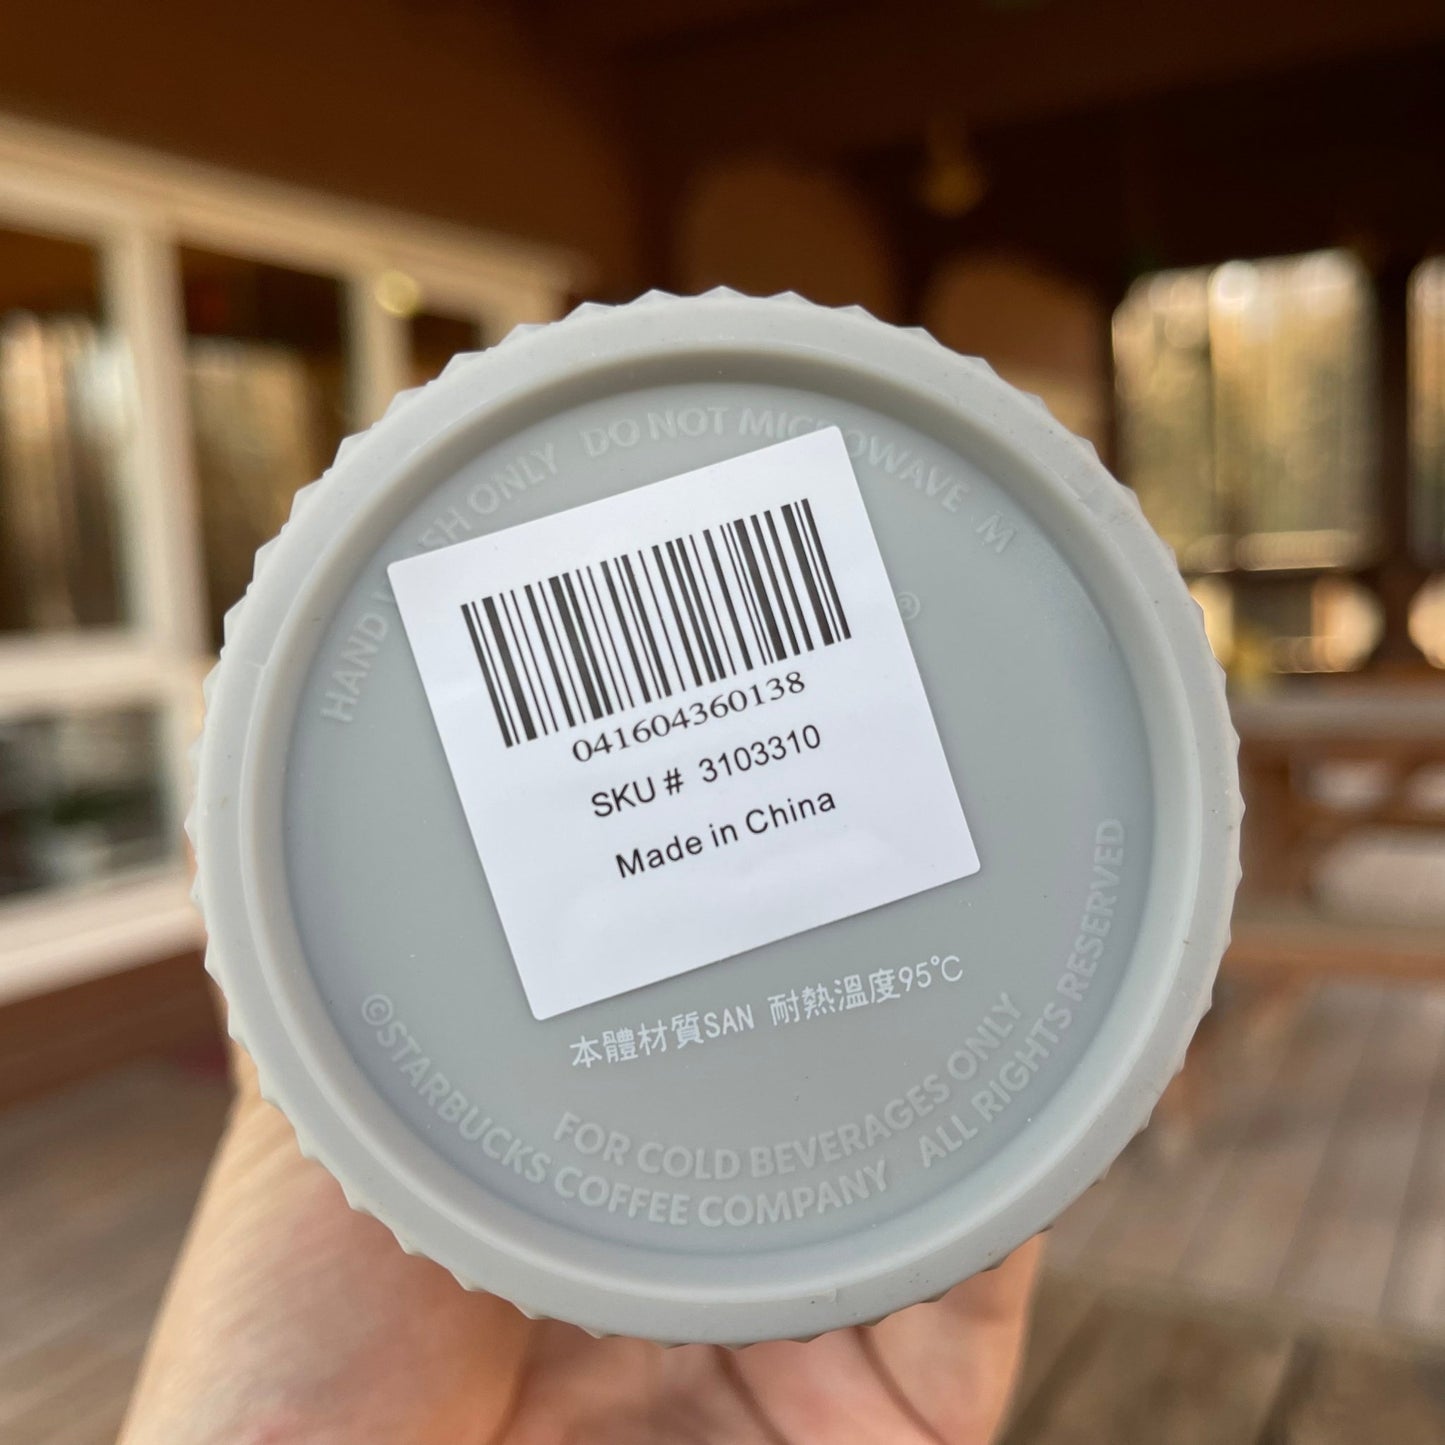 HAND SH ONLY DO NOT MICROWAVE M
®
041604360138
SKU # 3103310
Made in China
本體材質SAN 耐熱溫度95℃
FOR COLD BEVERAGES ONLY
©STARBUCKS COFFEE COMPANY ALL RIGHTS RESERVED